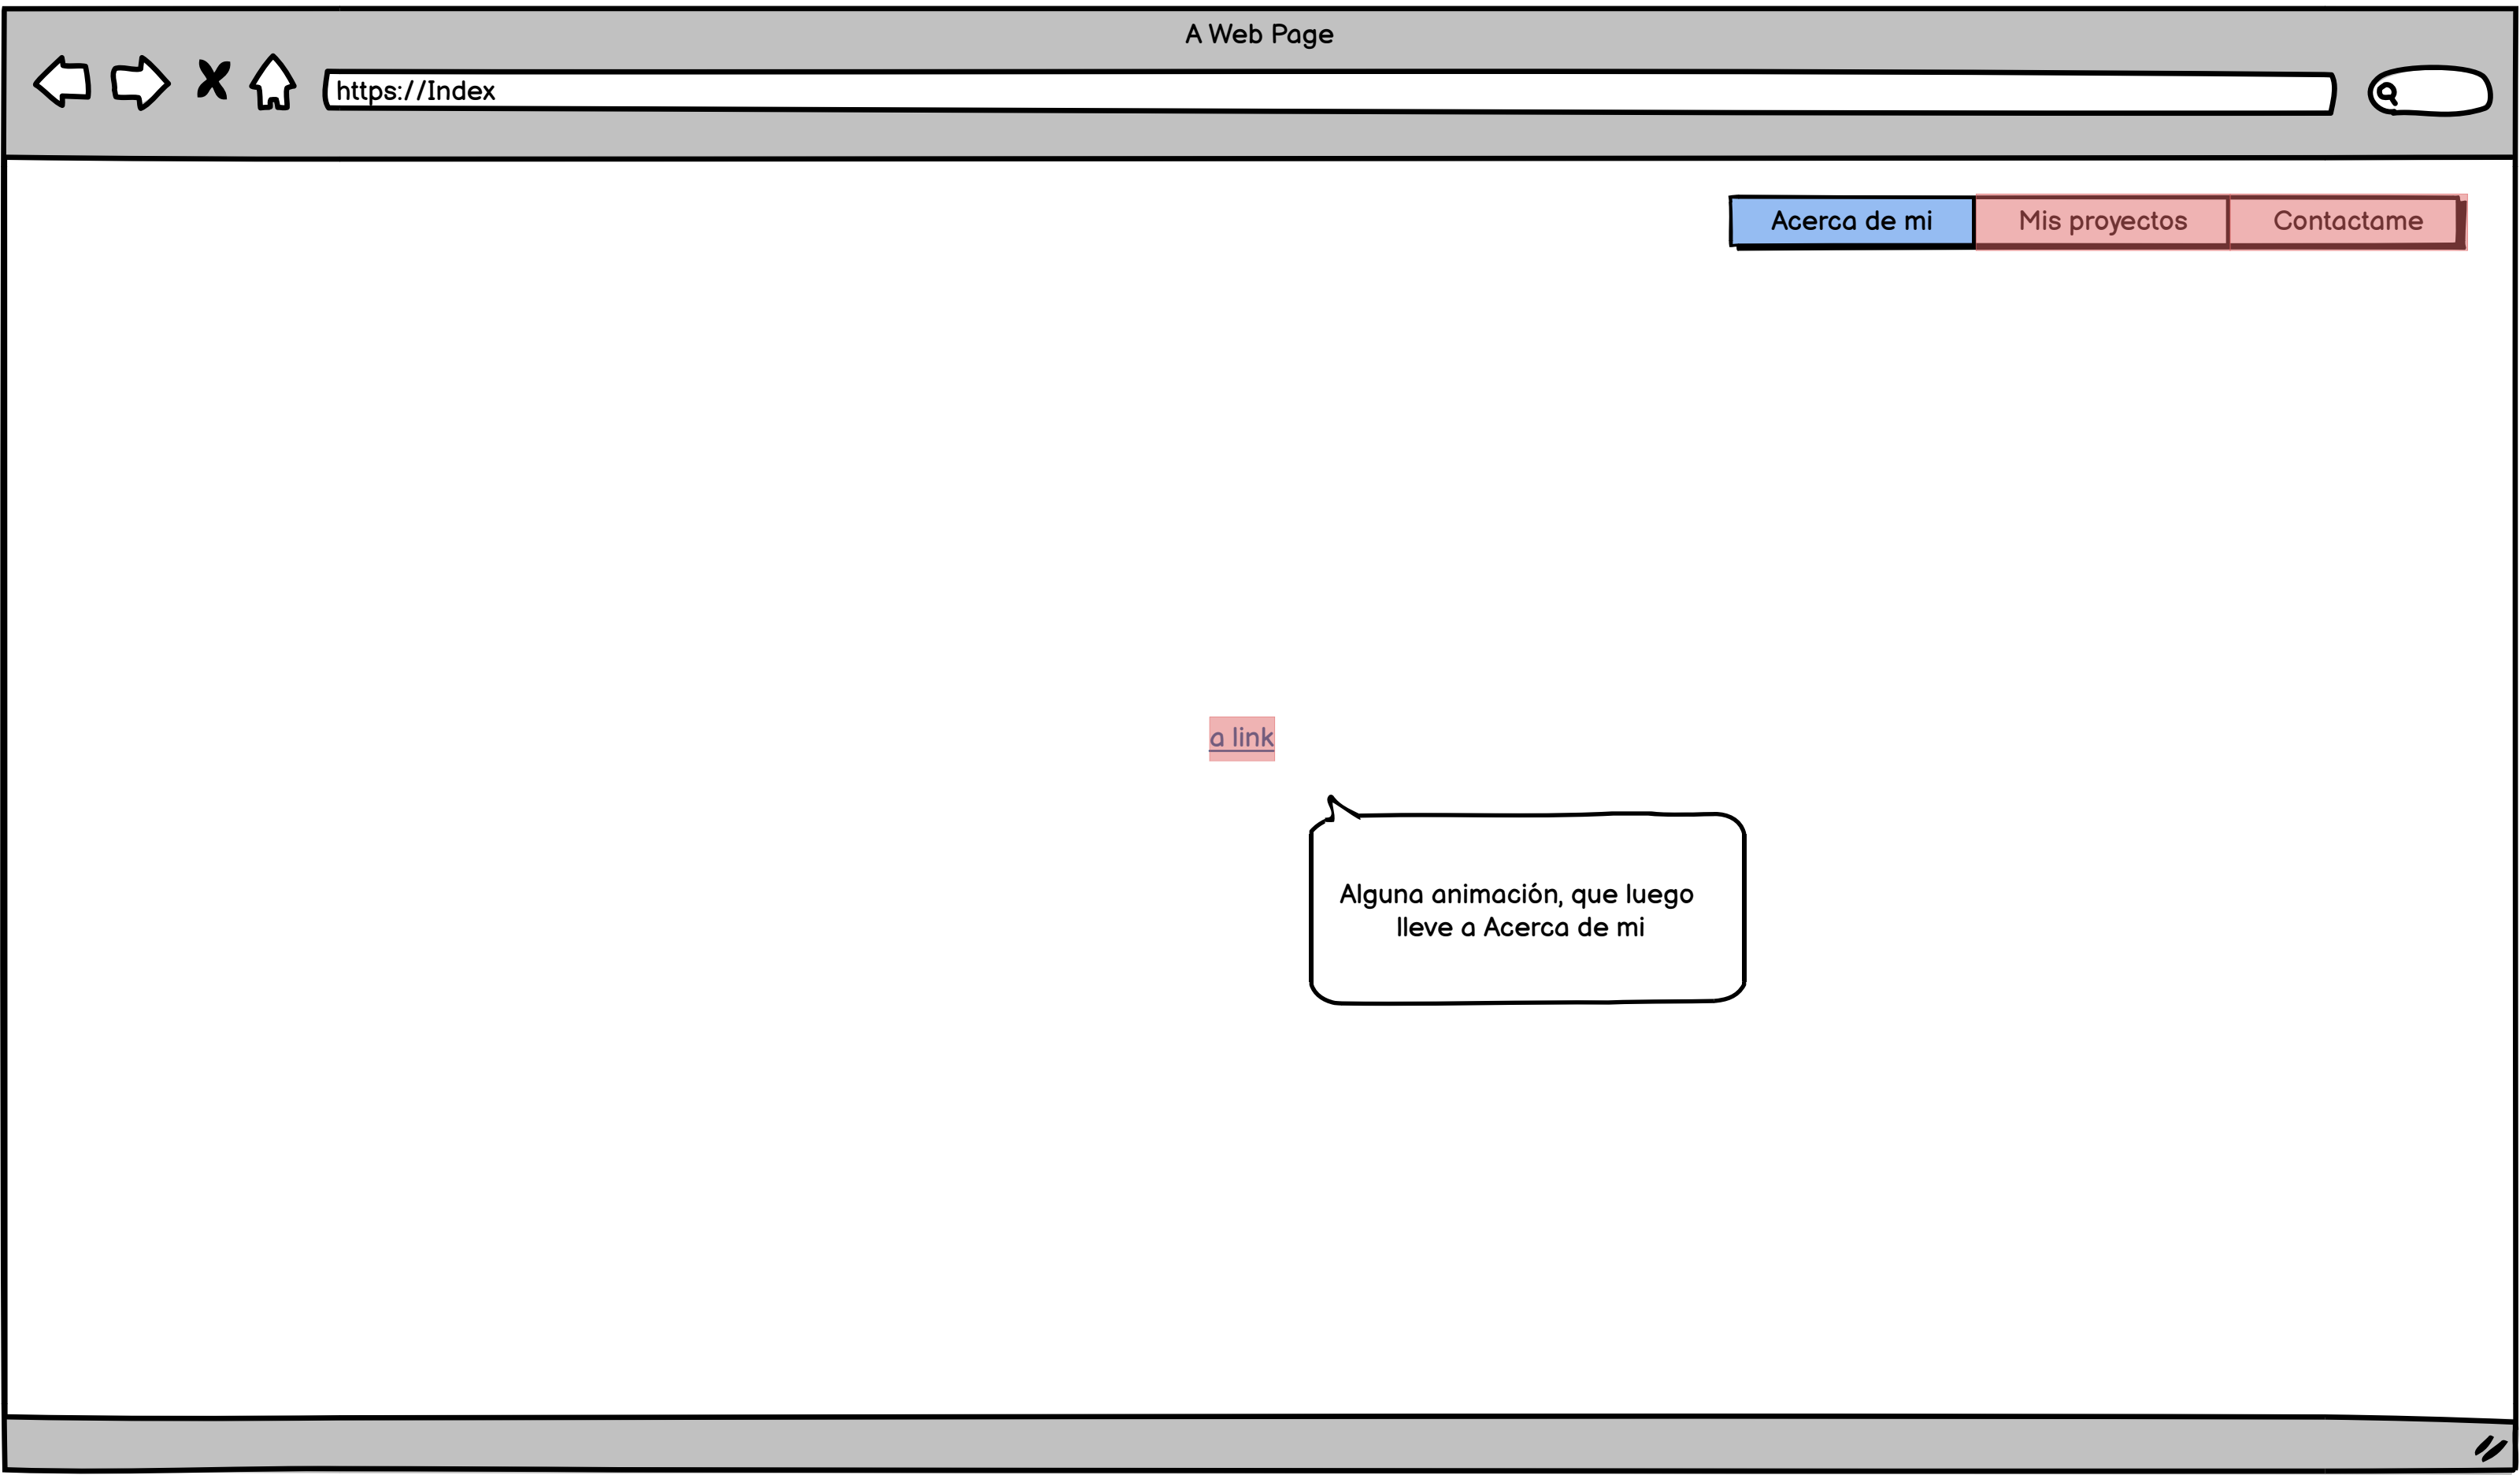 A Web Page
https://Index
Acerca de mi
Mis proyectos
Contactame
a link
Alguna animación, que luego
lleve a Acerca de mi